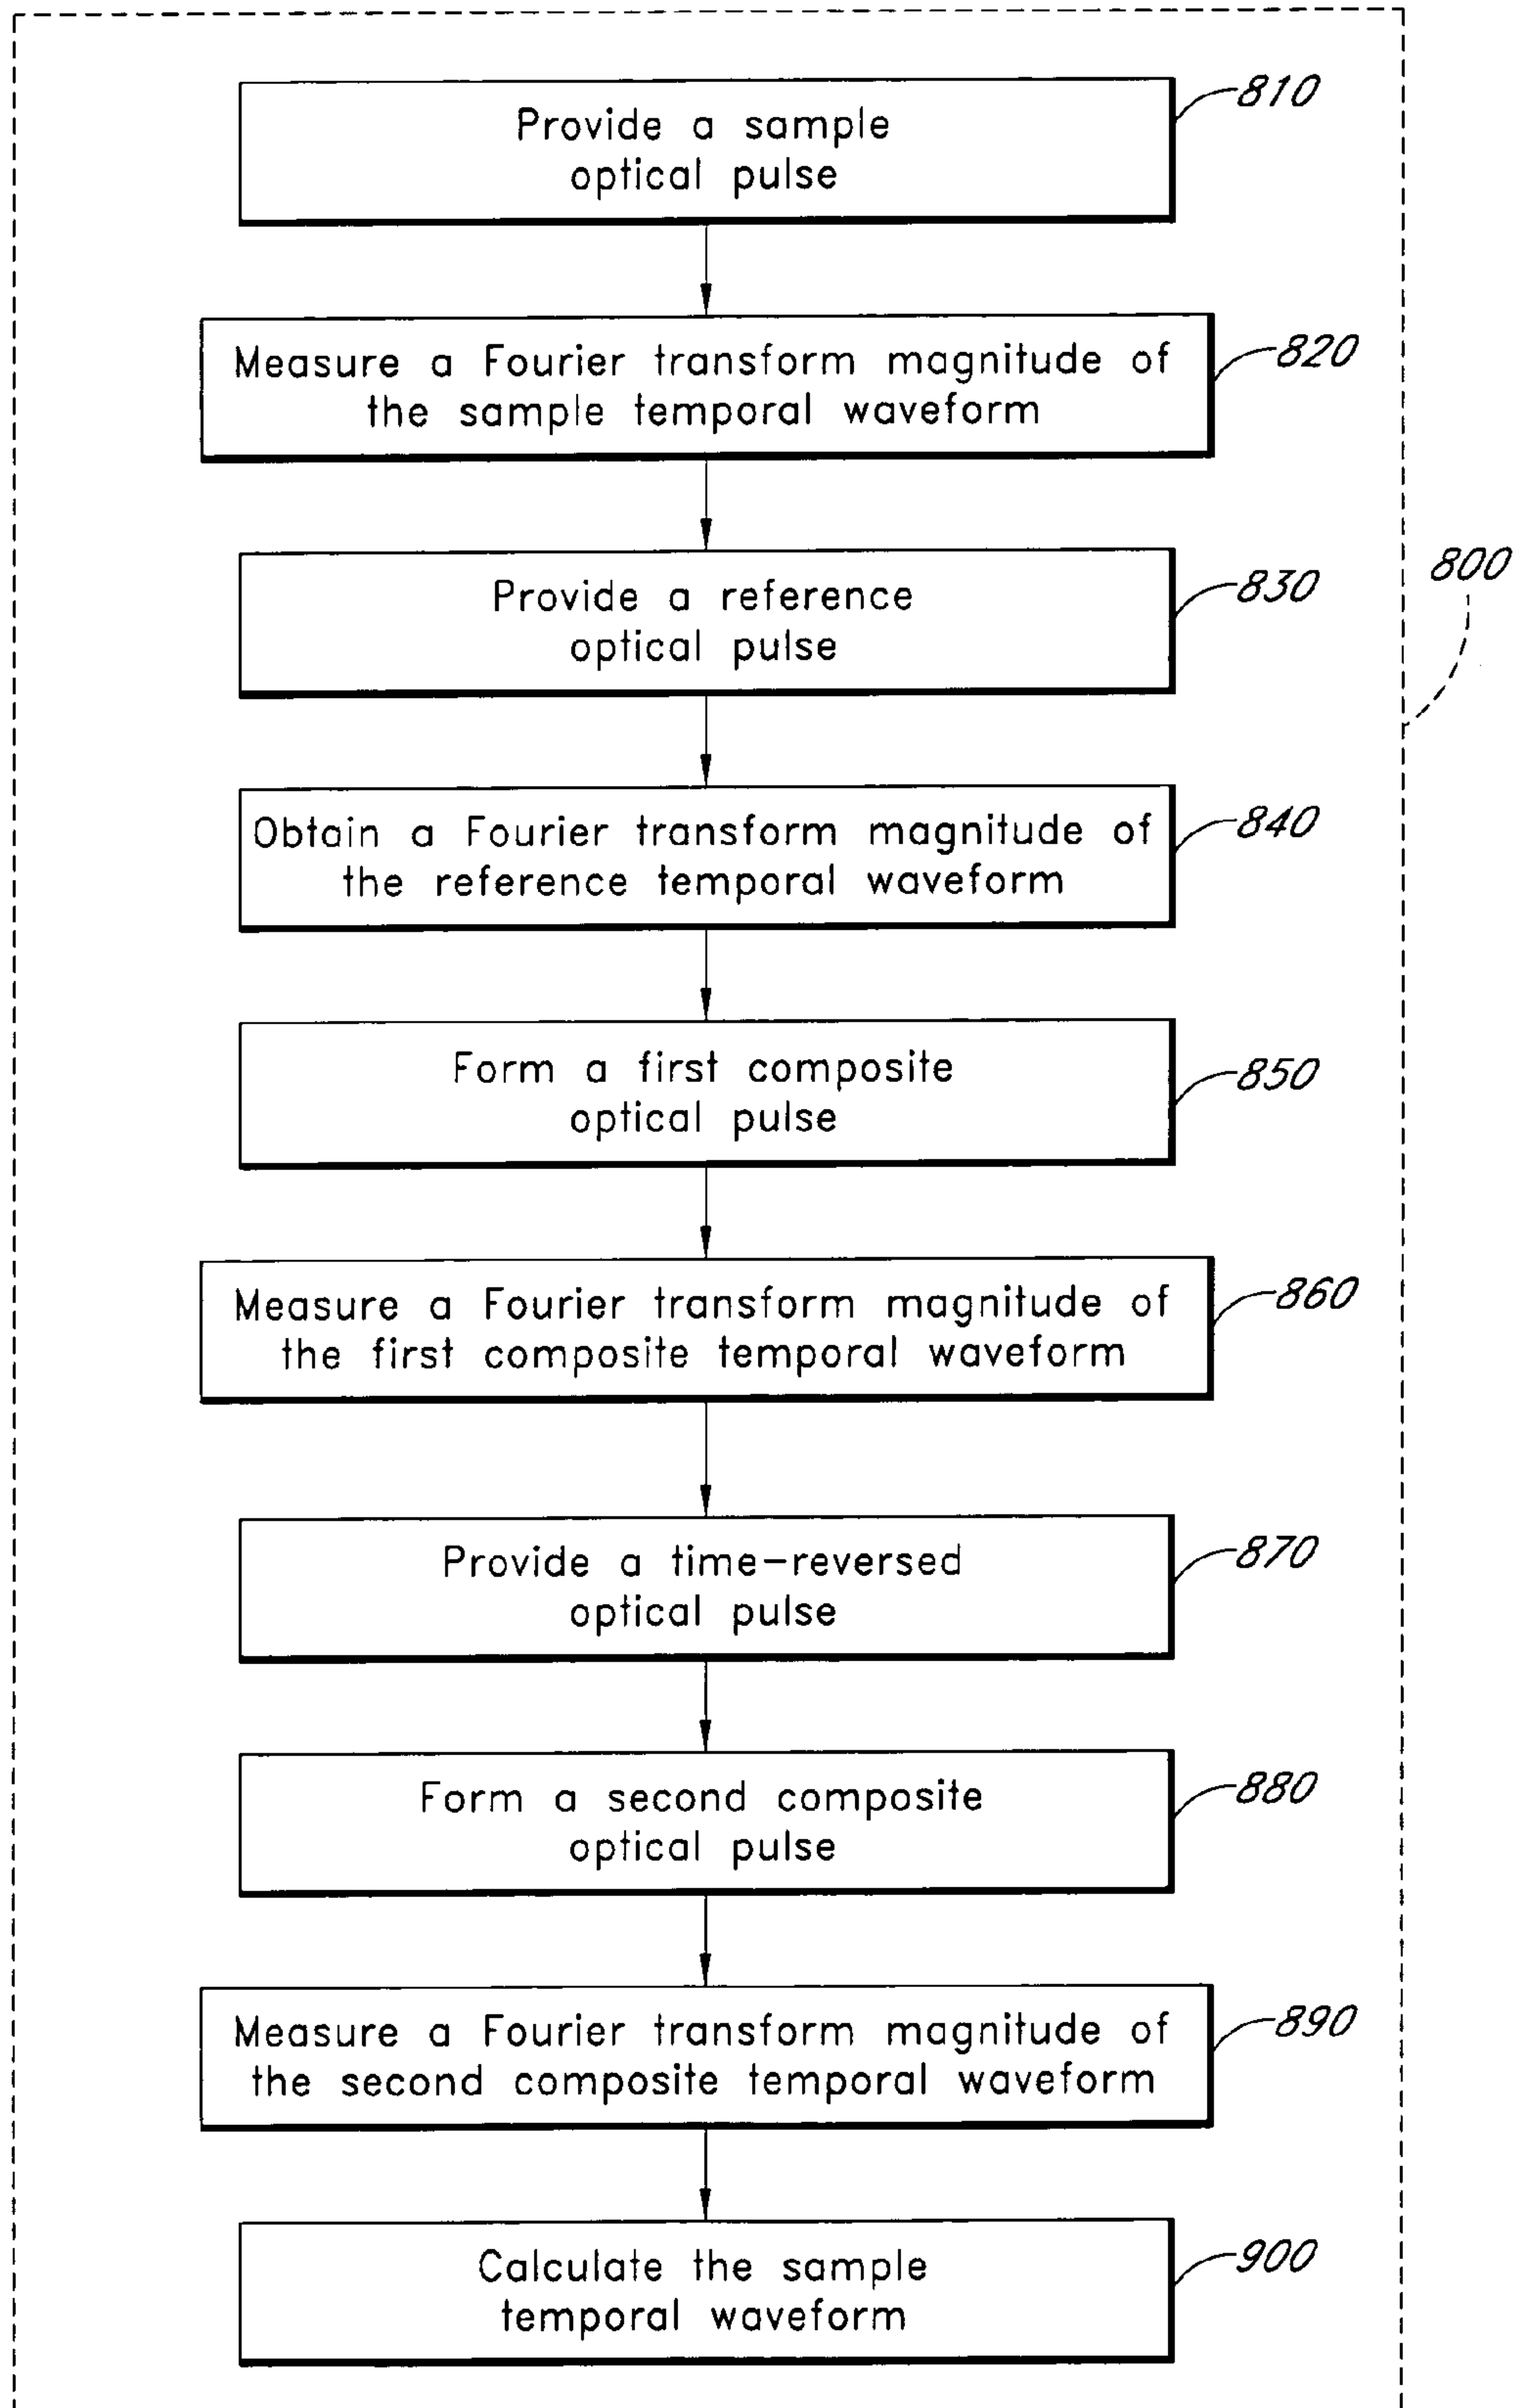 810
Provide a sample
optical pulse
820
Measure a Fourier transform magnitude of
the sample temporal waveform
800
830
Provide a reference
optical pulse
840
Obtain a Fourier transform magnitude of
the reference temporal waveform
850
Form a first composite
optical pulse
860
Measure a Fourier transform magnitude of
the first composite temporal waveform
870
Provide a time-reversed
optical pulse
880
Form a second composite
optical pulse
890
Measure a Fourier transform magnitude of
the second composite temporal waveform
900
Calculate the sample
temporal waveform